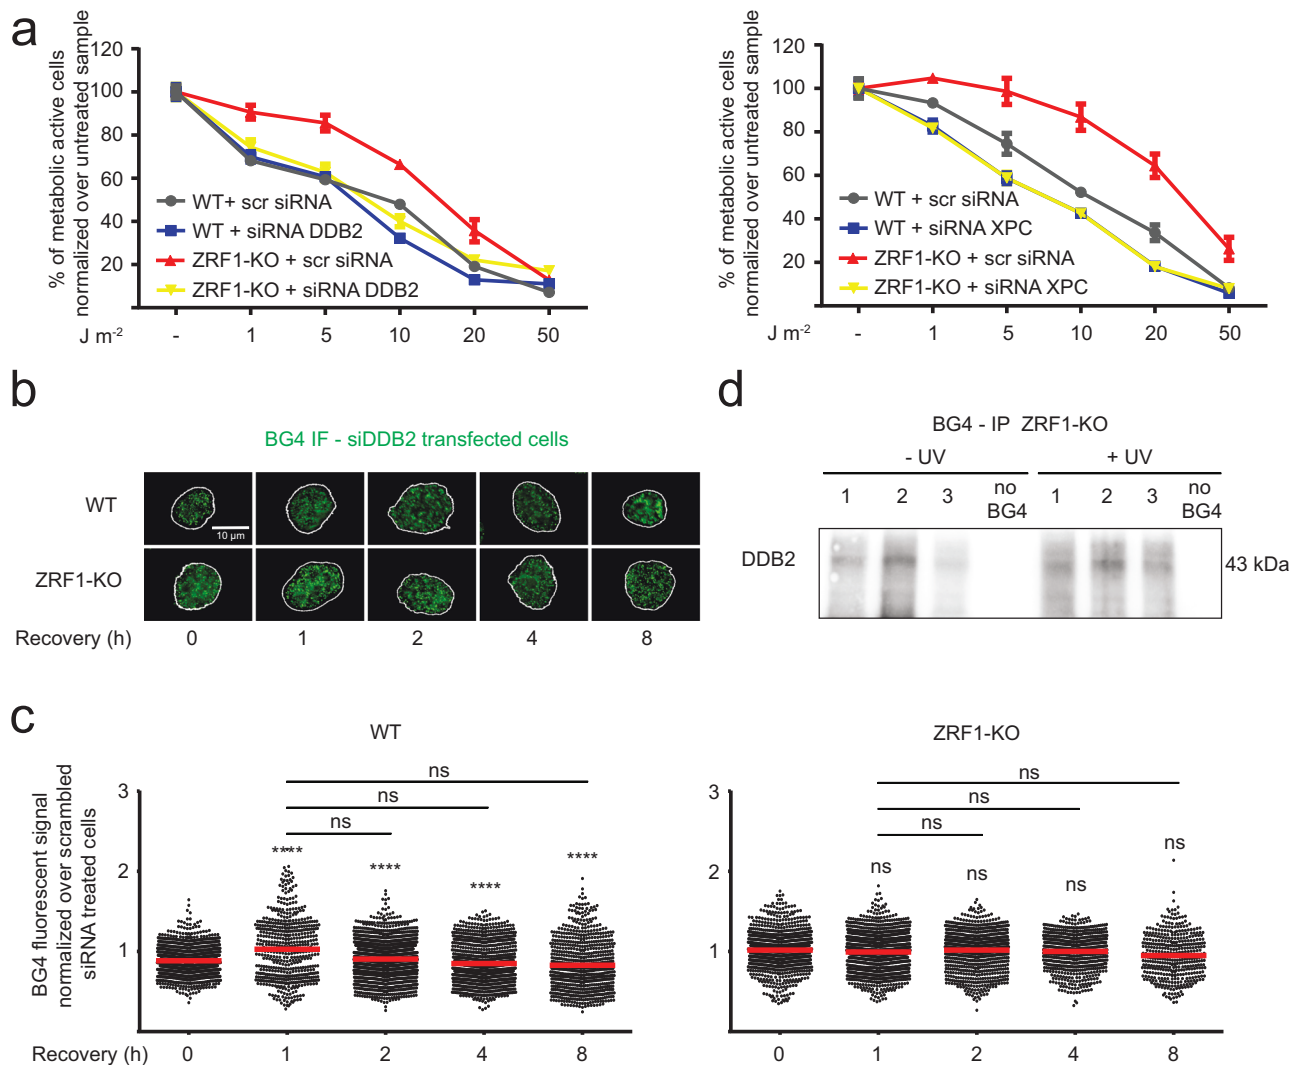 a
% of metabolic active cells
normalized over untreated sample
120
100
80
60
40
20
WT+ scr siRNA
WT + siRNA DDB2
ZRF1-KO + scr siRNA
ZRF1-KO + siRNA DDB2
J m-2
- 1 5 10 20 50
% of metabolic active cells
normalized over untreated sample
120
100
80
60
40
20
WT + scr siRNA
WT + siRNA XPC
ZRF1-KO + scr siRNA
ZRF1-KO + siRNA XPC
J m-2
- 1 5 10 20 50
b
BG4 IF - siDDB2 transfected cells
WT
10 µm
ZRF1-KO
Recovery (h) 0 1 2 4 8
d
BG4 - IP ZRF1-KO
- UV + UV
1 2 3 no BG4 1 2 3 no BG4
DDB2
43 kDa
c
WT
BG4 fluorescent signal
normalized over scrambled
siRNA treated cells
3
2
1
ns
ns
ns
**** **** **** ****
Recovery (h) 0 1 2 4 8
ZRF1-KO
3
2
1
ns
ns
ns
ns ns ns ns
0 1 2 4 8